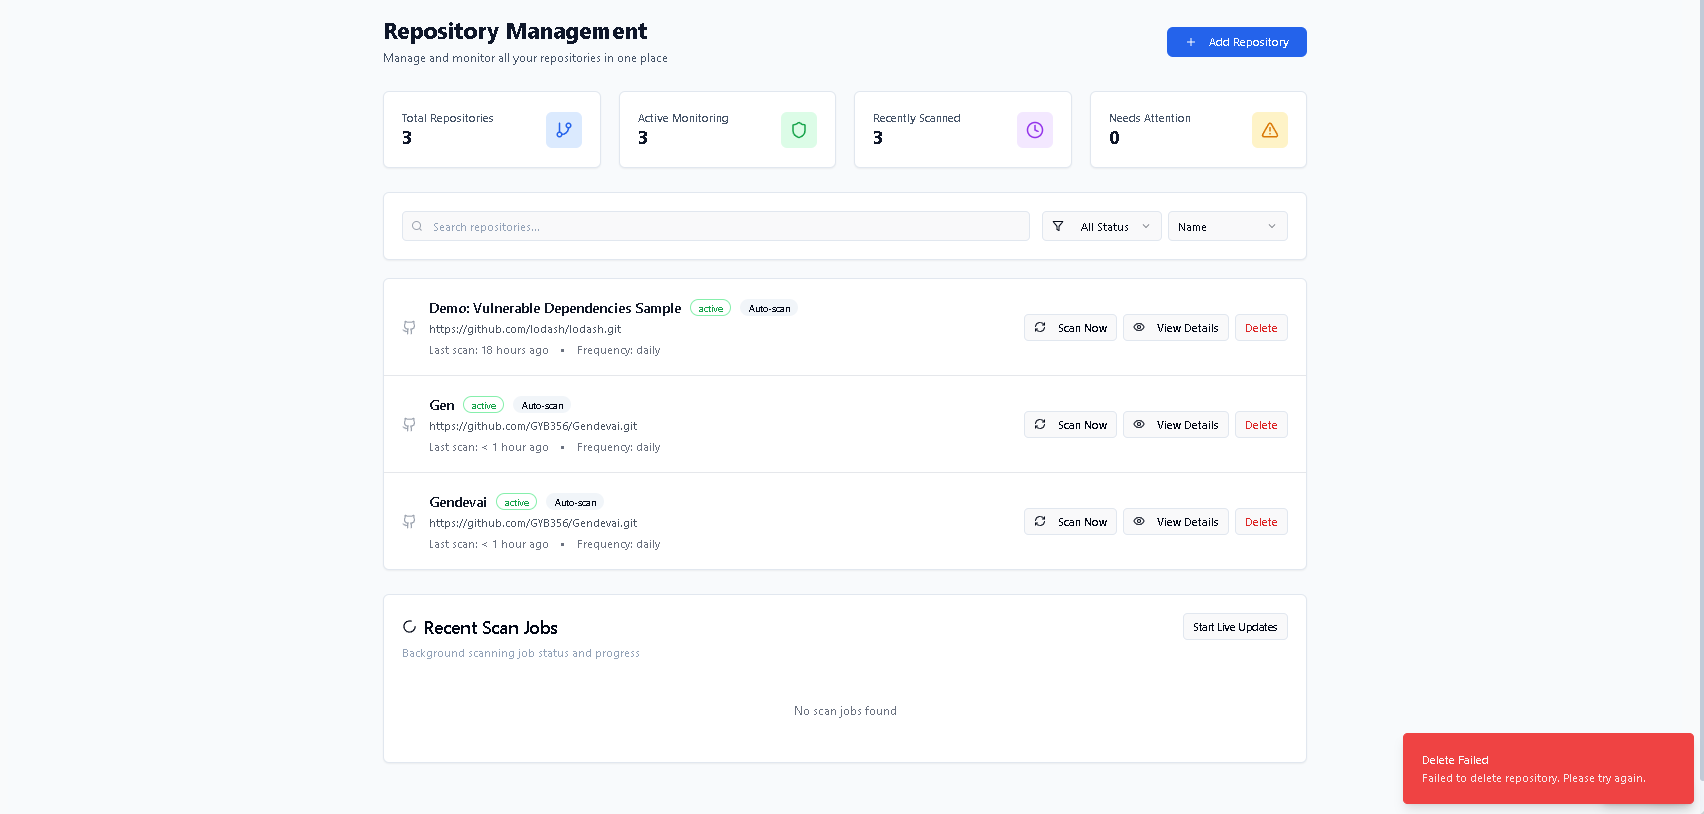 Repository Management
Manage and monitor all your repositories in one place
Add Repository
Total Repositories
3
Active Monitoring
3
Recently Scanned
3
Needs Attention
0
Search repositories...
All Status
Name
Demo: Vulnerable Dependencies Sample active Auto-scan
https://github.com/lodash/lodash.git
Last scan: 18 hours ago • Frequency: daily
Scan Now View Details Delete
Gen active Auto-scan
https://github.com/GYB356/Gendevai.git
Last scan: < 1 hour ago • Frequency: daily
Scan Now View Details Delete
Gendevai active Auto-scan
https://github.com/GYB356/Gendevai.git
Last scan: < 1 hour ago • Frequency: daily
Scan Now View Details Delete
Recent Scan Jobs
Start Live Updates
Background scanning job status and progress
No scan jobs found
Delete Failed
Failed to delete repository. Please try again.